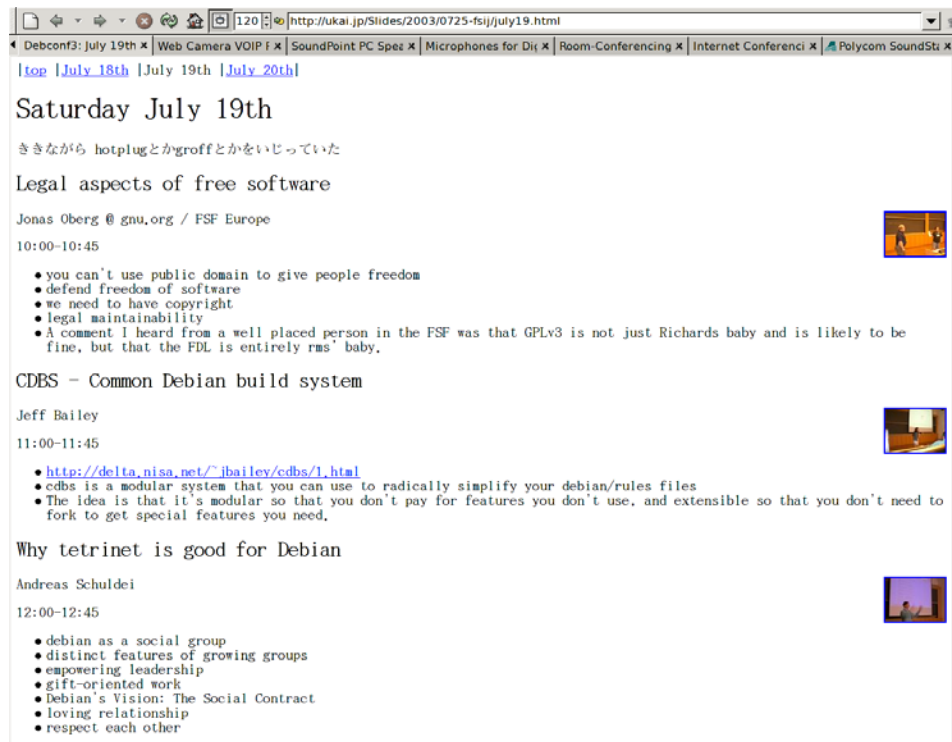 120 http://ukai.jp/Slides/2003/0725-fsij/july19.html
Debconf3: July 19th Web Camera VOIP F SoundPoint PC Spea Microphones for Dig Room-Conferencing Internet Conferenci Polycom SoundSta
|top |July 18th |July 19th |July 20th|
Saturday July 19th
ききながら hotplugとかgroffとかをいじっていた
Legal aspects of free software
Jonas Oberg @ gnu.org / FSF Europe
10:00-10:45
• you can't use public domain to give people freedom
• defend freedom of software
• we need to have copyright
• legal maintainability
• A comment I heard from a well placed person in the FSF was that GPLv3 is not just Richards baby and is likely to be
fine, but that the FDL is entirely rms' baby.
CDBS - Common Debian build system
Jeff Bailey
11:00-11:45
• http://delta.nisa.net/~jbailey/cdbs/1.html
• cdbs is a modular system that you can use to radically simplify your debian/rules files
• The idea is that it's modular so that you don't pay for features you don't use, and extensible so that you don't need to
fork to get special features you need.
Why tetrinet is good for Debian
Andreas Schuldei
12:00-12:45
• debian as a social group
• distinct features of growing groups
• empowering leadership
• gift-oriented work
• Debian's Vision: The Social Contract
• loving relationship
• respect each other